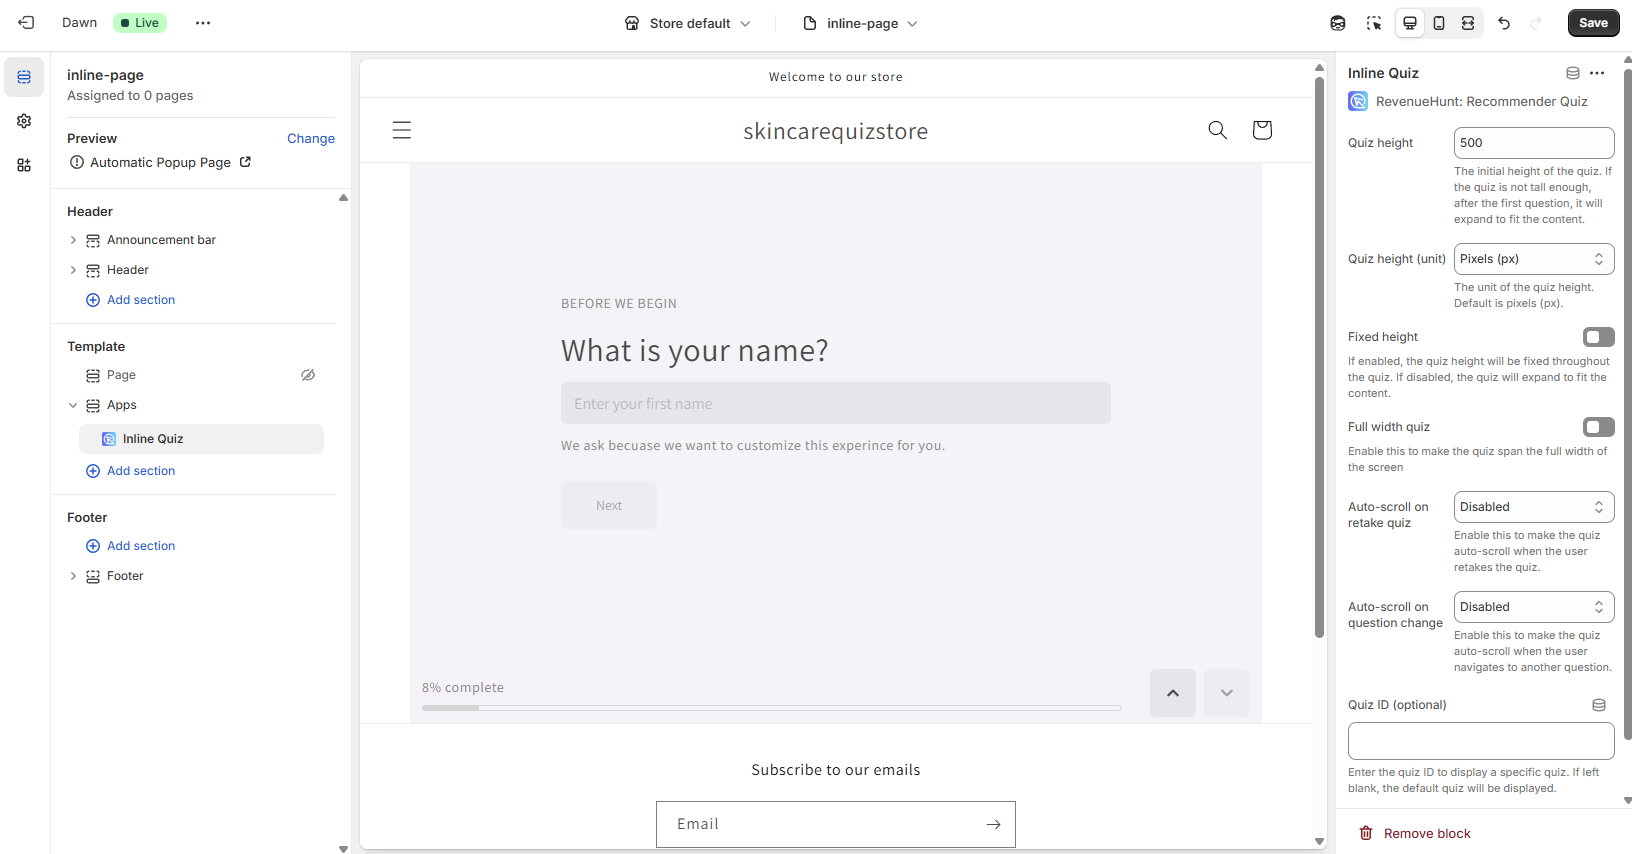 Dawn
Live
Store default
inline-page
Save
inline-page
Assigned to 0 pages
Preview
Change
Automatic Popup Page
Header
Announcement bar
Header
Add section
Template
Page
Apps
Inline Quiz
Add section
Footer
Add section
Footer
Welcome to our store
skincarequizstore
BEFORE WE BEGIN
What is your name?
Enter your first name
We ask becuase we want to customize this experince for you.
Next
8% complete
Subscribe to our emails
Email
Inline Quiz
RevenueHunt: Recommender Quiz
Quiz height
500
The initial height of the quiz. If
the quiz is not tall enough,
after the first question, it will
expand to fit the content.
Quiz height (unit)
Pixels (px)
The unit of the quiz height.
Default is pixels (px).
Fixed height
If enabled, the quiz height will be fixed throughout
the quiz. If disabled, the quiz will expand to fit the
content.
Full width quiz
Enable this to make the quiz span the full width of
the screen
Auto-scroll on
retake quiz
Disabled
Enable this to make the quiz
auto-scroll when the user
retakes the quiz.
Auto-scroll on
question change
Disabled
Enable this to make the quiz
auto-scroll when the user
navigates to another question.
Quiz ID (optional)
Enter the quiz ID to display a specific quiz. If left
blank, the default quiz will be displayed.
Remove block